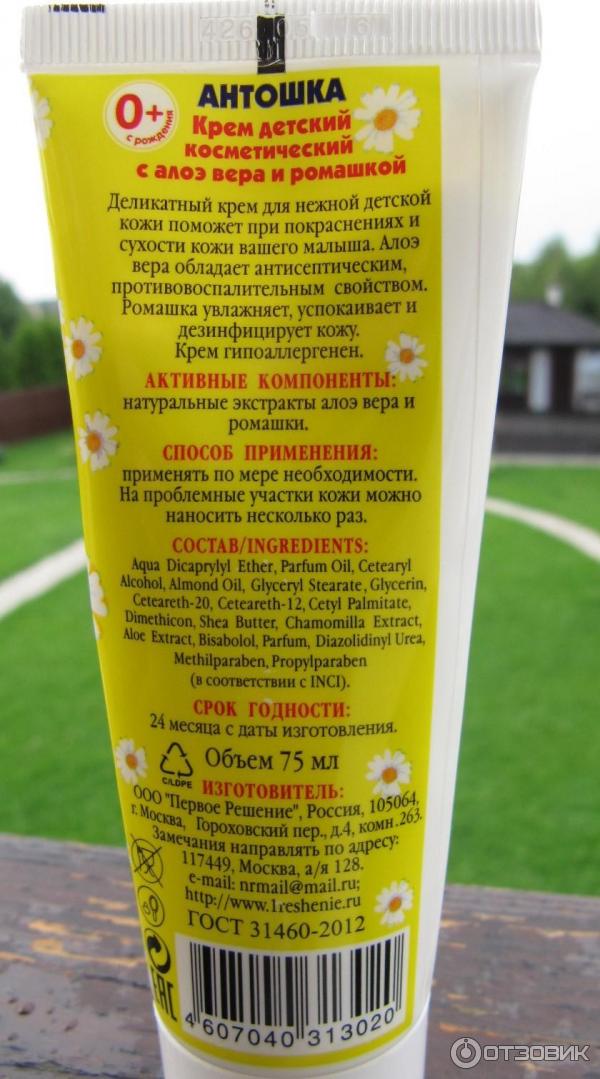 АНТОШКА
0+
с рождения
Крем детский
косметический
с алоэ вера и ромашкой
Деликатный крем для нежной детской
кожи поможет при покраснениях и
сухости кожи вашего малыша. Алоэ
вера обладает антисептическим,
противовоспалительным свойством.
Ромашка увлажняет, успокаивает и
дезинфицирует кожу.
Крем гипоаллергенен.
АКТИВНЫЕ КОМПОНЕНТЫ:
натуральные экстракты алоэ вера и
ромашки.
СПОСОБ ПРИМЕНЕНИЯ:
применять по мере необходимости.
На проблемные участки кожи можно
наносить несколько раз.
СОСТАВ/INGREDIENTS:
Aqua Dicaprylyl Ether, Parfum Oil, Cetearyl
Alcohol, Almond Oil, Glyceryl Stearate, Glycerin,
Ceteareth-20, Ceteareth-12, Cetyl Palmitate,
Dimethicon, Shea Butter, Chamomilla Extract,
Aloe Extract, Bisabolol, Parfum, Diazolidinyl Urea,
Methilparaben, Propylparaben
(в соответствии с INCI).
СРОК ГОДНОСТИ:
24 месяца с даты изготовления.
C/LDPE
Объем 75 мл
ИЗГОТОВИТЕЛЬ:
ООО "Первое Решение", Россия, 105064,
г. Москва, Гороховский пер., д.4, комн. 263.
Замечания направлять по адресу:
117449, Москва, а/я 128.
e-mail: nrmail@mail.ru;
http://www.1reshenie.ru
ГОСТ 31460-2012
EAC
4 607040 313020
ОТЗОВИК